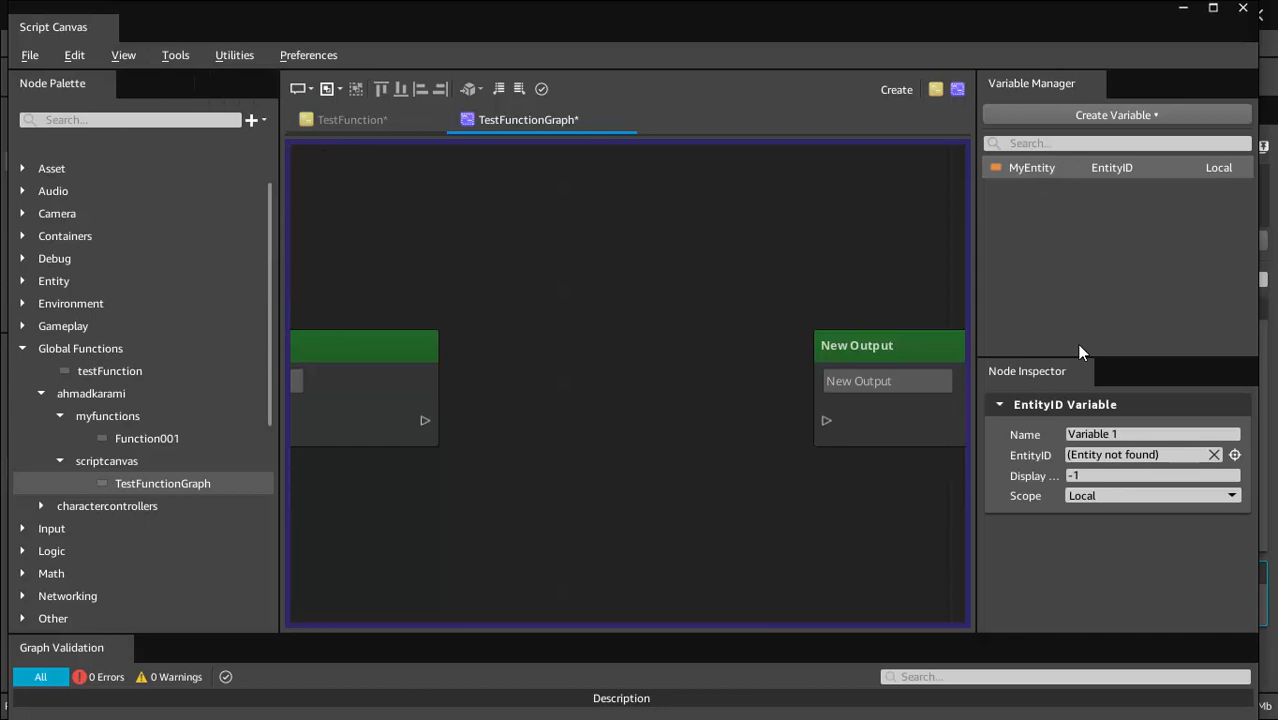 Script Canvas
File Edit View Tools Utilities Preferences
Node Palette
Search...
Asset
Audio
Camera
Containers
Debug
Entity
Environment
Gameplay
Global Functions
testFunction
ahmadkarami
myfunctions
Function001
scriptcanvas
TestFunctionGraph
charactercontrollers
Input
Logic
Math
Networking
Other
Create
TestFunction*
TestFunctionGraph*
New Output
New Output
Variable Manager
Create Variable
Search...
MyEntity EntityID Local
Node Inspector
EntityID Variable
Name Variable 1
EntityID (Entity not found)
Display ... -1
Scope Local
Graph Validation
All 0 Errors 0 Warnings
Search...
Description
Mb